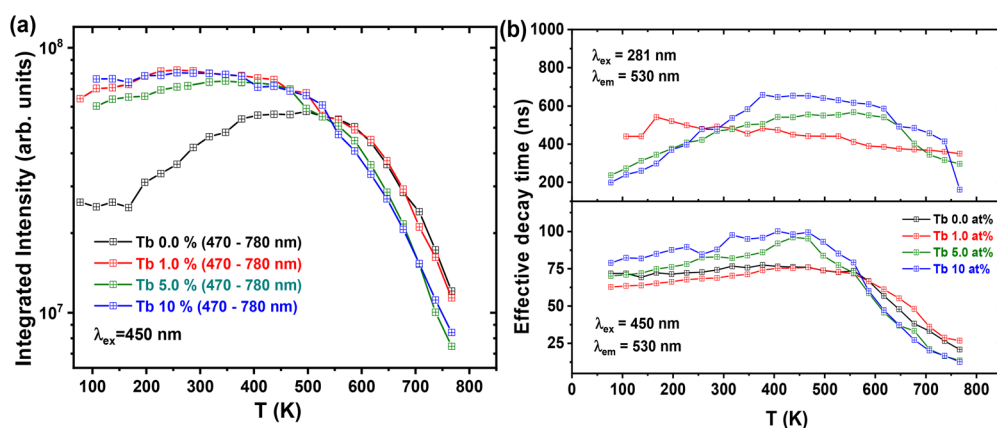 (a)
Integrated Intensity (arb. units)
10⁸
10⁷
Tb 0.0 % (470 - 780 nm)
Tb 1.0 % (470 - 780 nm)
Tb 5.0 % (470 - 780 nm)
Tb 10 % (470 - 780 nm)
λex=450 nm
100 200 300 400 500 600 700 800
T (K)
(b)
Effective decay time (ns)
1000
800
600
400
200
λex = 281 nm
λem = 530 nm
100
75
50
25
Tb 0.0 at%
Tb 1.0 at%
Tb 5.0 at%
Tb 10 at%
λex = 450 nm
λem = 530 nm
0 100 200 300 400 500 600 700 800
T (K)